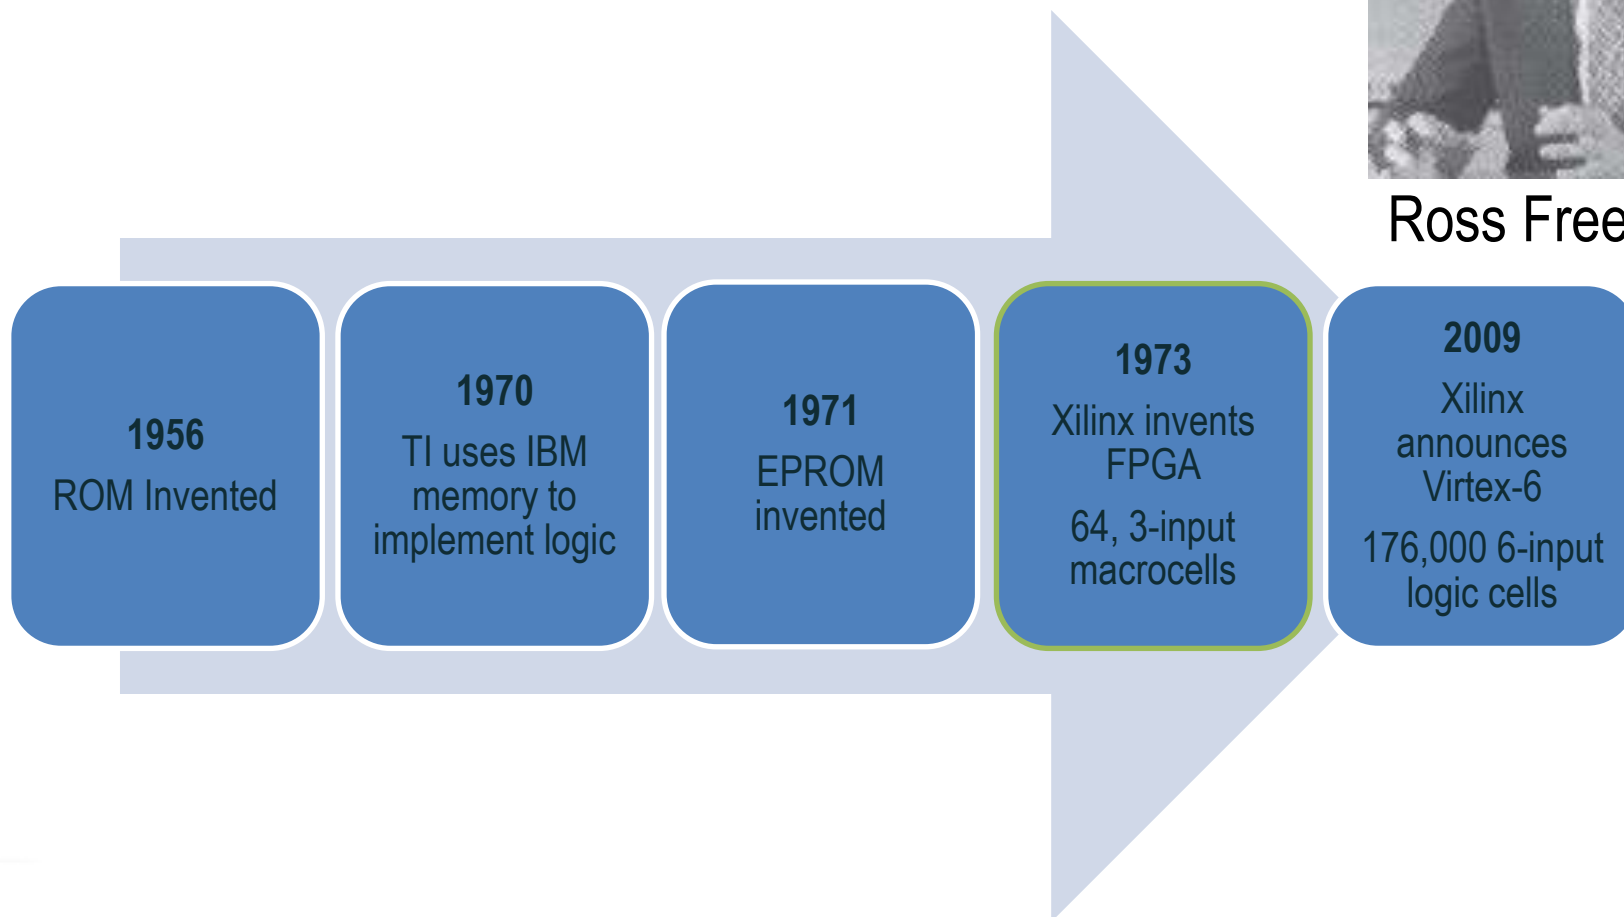 Ross Free
1956
ROM Invented
1970
TI uses IBM
memory to
implement logic
1971
EPROM
invented
1973
Xilinx invents
FPGA
64, 3-input
macrocells
2009
Xilinx
announces
Virtex-6
176,000 6-input
logic cells